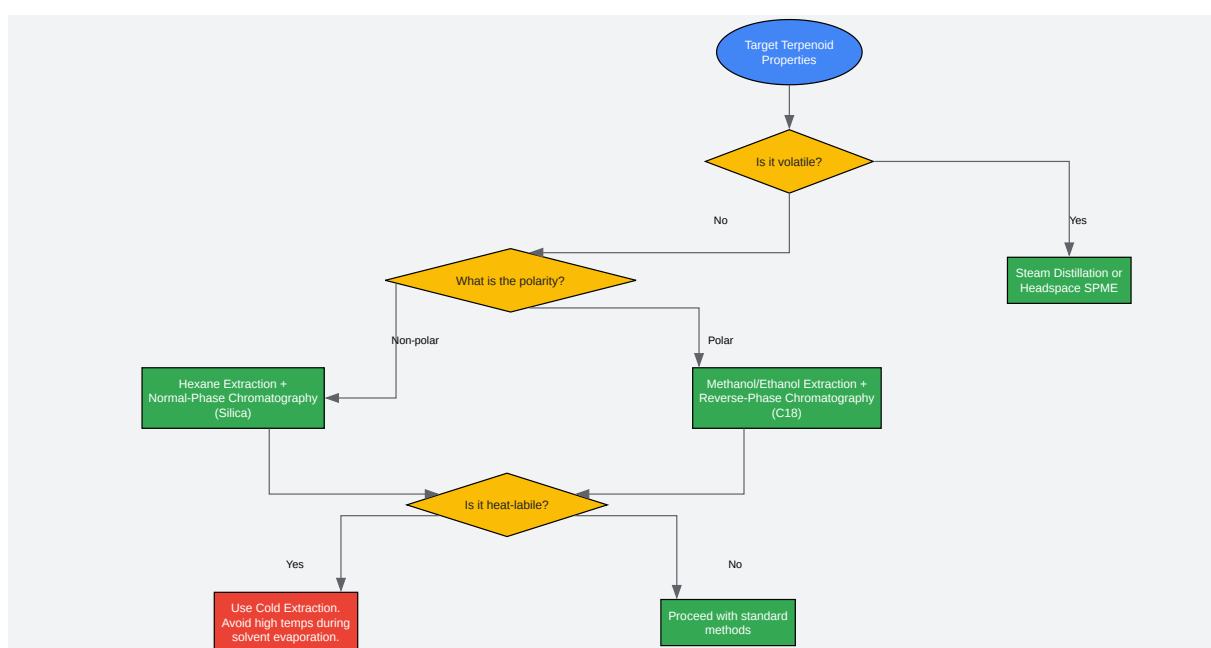 Target Terpenoid
Properties
Is it volatile?
No
Yes
What is the polarity?
Steam Distillation or
Headspace SPME
Non-polar
Polar
Hexane Extraction +
Normal-Phase Chromatography
(Silica)
Methanol/Ethanol Extraction +
Reverse-Phase Chromatography
(C18)
Is it heat-labile?
Yes
No
Use Cold Extraction.
Avoid high temps during
solvent evaporation.
Proceed with standard
methods